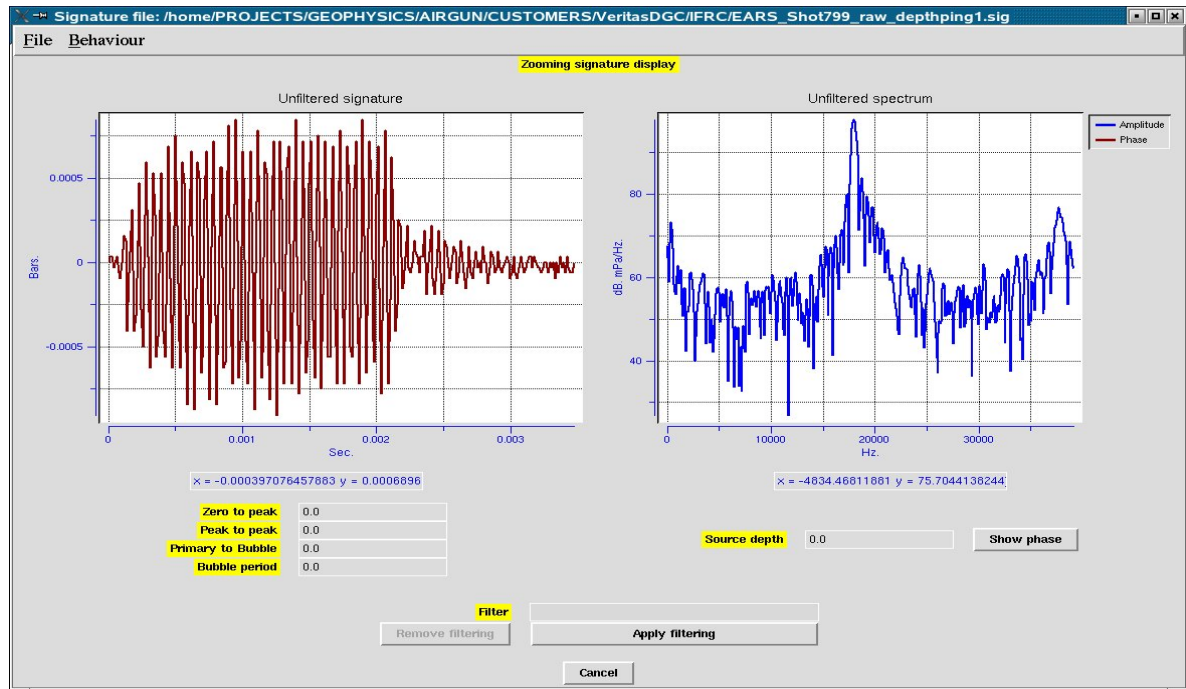 Signature file: /home/PROJECTS/GEOPHYSICS/AIRGUN/CUSTOMERS/VeritasDGC/IFRC/EARS_Shot799_raw_depthping1.sig
File Behaviour
Zooming signature display
Unfiltered signature
Unfiltered spectrum
Amplitude
Phase
0.0005
0
-0.0005
Bars.
0
0.001
0.002
0.003
Sec.
80
60
40
dB. mPa/Hz.
0
10000
20000
30000
Hz.
x = -0.000397076457883 y = 0.0006896
x = -4834.46811881 y = 75.7044138244
Zero to peak 0.0
Peak to peak 0.0
Primary to Bubble 0.0
Bubble period 0.0
Source depth 0.0 Show phase
Filter
Remove filtering Apply filtering
Cancel